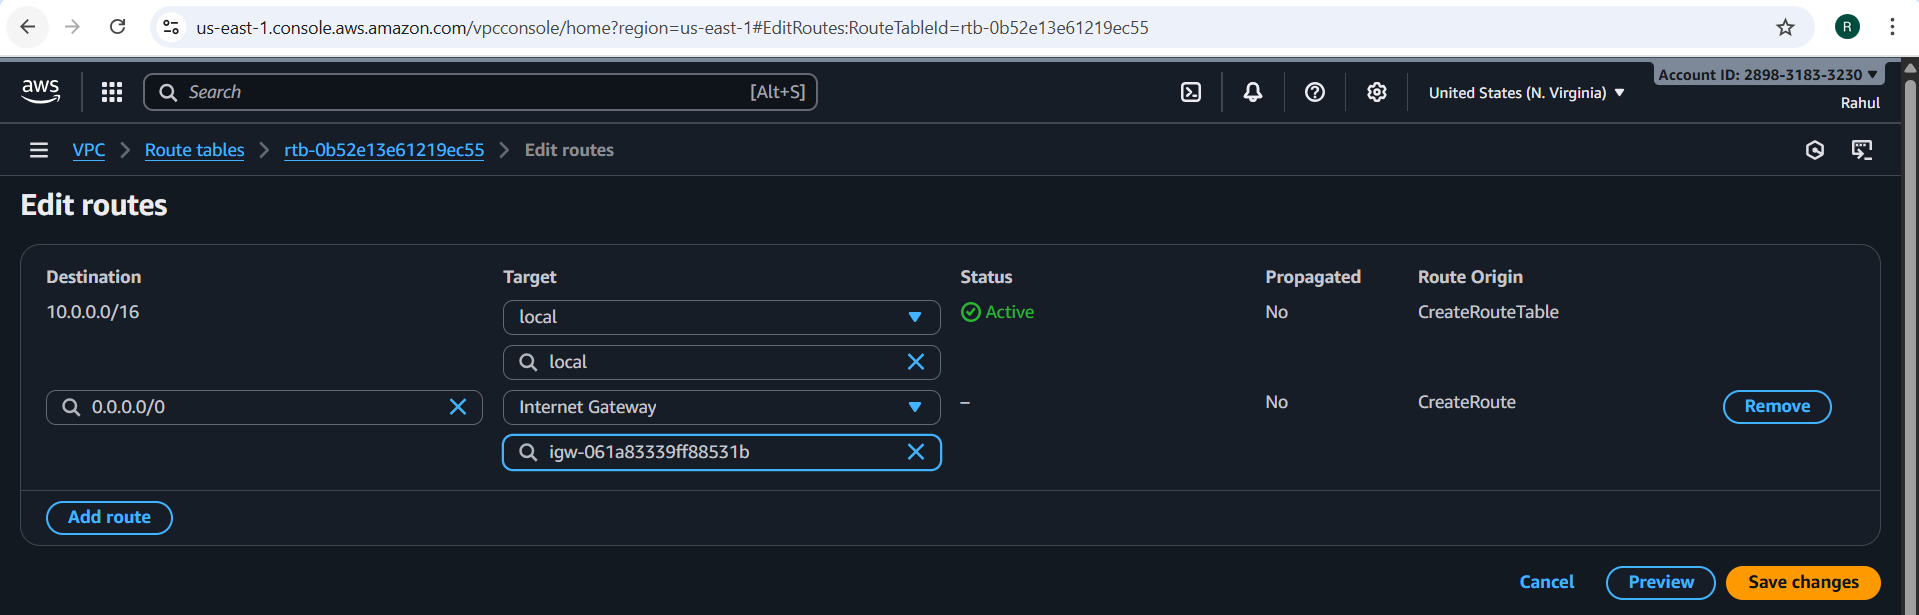 us-east-1.console.aws.amazon.com/vpcconsole/home?region=us-east-1#EditRoutes:RouteTableId=rtb-0b52e13e61219ec55
R
aws
Search [Alt+S]
United States (N. Virginia)
Account ID: 2898-3183-3230
Rahul
VPC Route tables rtb-0b52e13e61219ec55 Edit routes
Edit routes
Destination Target Status Propagated Route Origin
10.0.0.0/16 local Active No CreateRouteTable
local
0.0.0.0/0 Internet Gateway – No CreateRoute Remove
igw-061a83339ff88531b
Add route
Cancel Preview Save changes